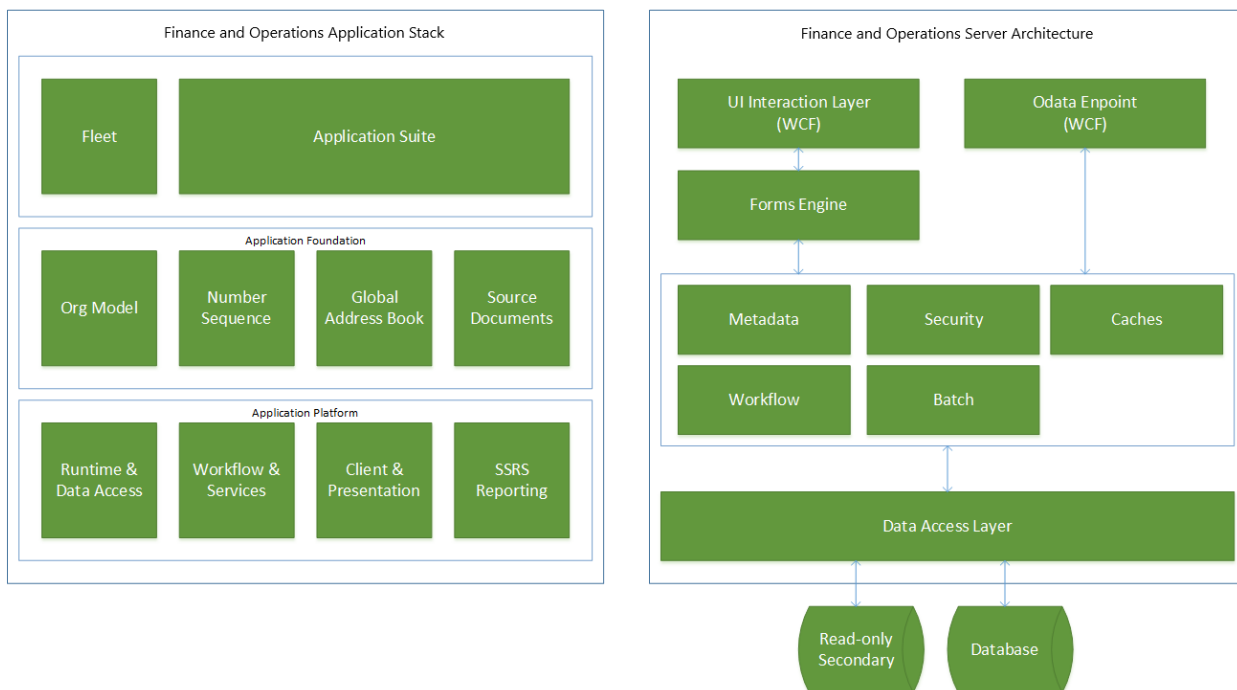 Finance and Operations Application Stack
Fleet
Application Suite
Application Foundation
Org Model
Number
Sequence
Global
Address Book
Source
Documents
Application Platform
Runtime &
Data Access
Workflow &
Services
Client &
Presentation
SSRS
Reporting
Finance and Operations Server Architecture
UI Interaction Layer
(WCF)
Odata Enpoint
(WCF)
Forms Engine
Metadata
Security
Caches
Workflow
Batch
Data Access Layer
Read-only
Secondary
Database